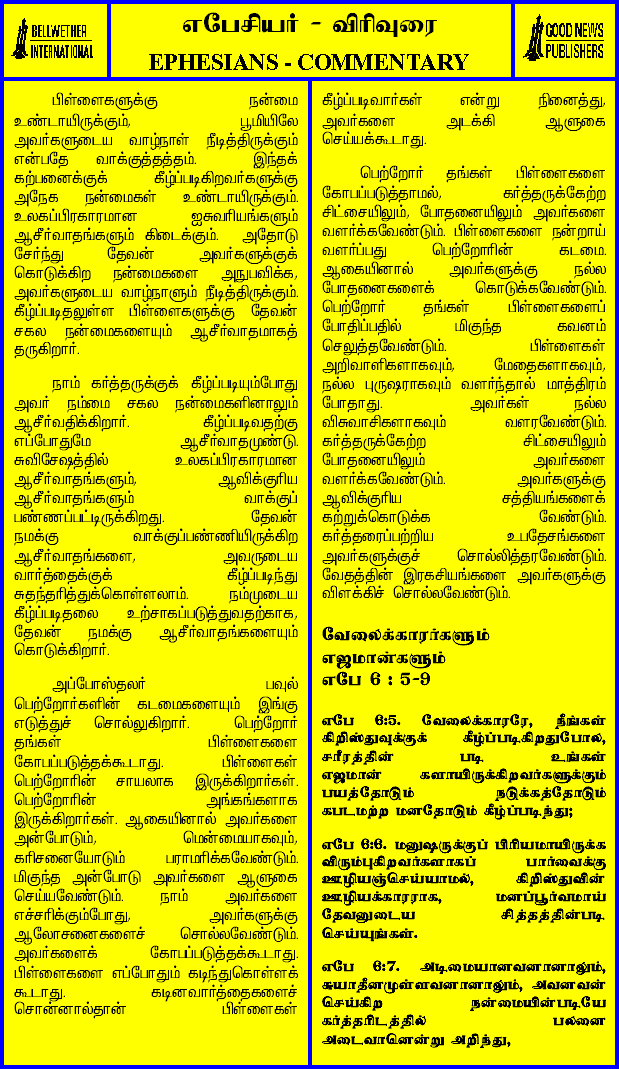 BELLWETHER
INTERNATIONAL
எபேசியர் - விரிவுரை
EPHESIANS - COMMENTARY
GOOD NEWS
PUBLISHERS
பிள்ளைகளுக்கு நன்மை
உண்டாயிருக்கும், பூமியிலே
அவர்களுடைய வாழ்நாள் நீடித்திருக்கும்
என்பதே வாக்குத்தத்தம். இந்தக்
கற்பனைக்குக் கீழ்ப்படிகிறவர்களுக்கு
அநேக நன்மைகள் உண்டாயிருக்கும்.
உலகப்பிரகாரமான ஐசுவரியங்களும்
ஆசீர்வாதங்களும் கிடைக்கும். அதோடு
சேர்ந்து தேவன் அவர்களுக்குக்
கொடுக்கிற நன்மைகளை அநுபவிக்க,
அவர்களுடைய வாழ்நாளும் நீடித்திருக்கும்.
கீழ்ப்படிதலுள்ள பிள்ளைகளுக்கு தேவன்
சகல நன்மைகளையும் ஆசீர்வாதமாகத்
தருகிறார்.
நாம் கர்த்தருக்குக் கீழ்ப்படியும்போது
அவர் நம்மை சகல நன்மைகளினாலும்
ஆசீர்வதிக்கிறார். கீழ்ப்படிவதற்கு
எப்போதுமே ஆசீர்வாதமுண்டு.
சுவிசேஷத்தில் உலகப்பிரகாரமான
ஆசீர்வாதங்களும், ஆவிக்குரிய
ஆசீர்வாதங்களும் வாக்குப்
பண்ணப்பட்டிருக்கிறது. தேவன்
நமக்கு வாக்குப்பண்ணியிருக்கிற
ஆசீர்வாதங்களை, அவருடைய
வார்த்தைக்குக் கீழ்ப்படிந்து
சுதந்தரித்துக்கொள்ளலாம். நம்முடைய
கீழ்ப்படிதலை உற்சாகப்படுத்துவதற்காக,
தேவன் நமக்கு ஆசீர்வாதங்களையும்
கொடுக்கிறார்.
அப்போஸ்தலர் பவுல்
பெற்றோர்களின் கடமைகளையும் இங்கு
எடுத்துச் சொல்லுகிறார். பெற்றோர்
தங்கள் பிள்ளைகளை
கோபப்படுத்தக்கூடாது. பிள்ளைகள்
பெற்றோரின் சாயலாக இருக்கிறார்கள்.
பெற்றோரின் அங்கங்களாக
இருக்கிறார்கள். ஆகையினால் அவர்களை
அன்போடும், மென்மையாகவும்,
கரிசனையோடும் பராமரிக்கவேண்டும்.
மிகுந்த அன்போடு அவர்களை ஆளுகை
செய்யவேண்டும். நாம் அவர்களை
எச்சரிக்கும்போது, அவர்களுக்கு
ஆலோசனைகளைச் சொல்லவேண்டும்.
அவர்களைக் கோபப்படுத்தக்கூடாது.
பிள்ளைகளை எப்போதும் கடிந்துகொள்ளக்
கூடாது. கடினவார்த்தைகளைச்
சொன்னால்தான் பிள்ளைகள்
கீழ்ப்படிவார்கள் என்று நினைத்து,
அவர்களை அடக்கி ஆளுகை
செய்யக்கூடாது.
பெற்றோர் தங்கள் பிள்ளைகளை
கோபப்படுத்தாமல், கர்த்தருக்கேற்ற
சிட்சையிலும், போதனையிலும் அவர்களை
வளர்க்கவேண்டும். பிள்ளைகளை நன்றாய்
வளர்ப்பது பெற்றோரின் கடமை.
ஆகையினால் அவர்களுக்கு நல்ல
போதனைகளைக் கொடுக்கவேண்டும்.
பெற்றோர் தங்கள் பிள்ளைகளைப்
போதிப்பதில் மிகுந்த கவனம்
செலுத்தவேண்டும். பிள்ளைகள்
அறிவாளிகளாகவும், மேதைகளாகவும்,
நல்ல புருஷராகவும் வளர்ந்தால் மாத்திரம்
போதாது. அவர்கள் நல்ல
விசுவாசிகளாகவும் வளரவேண்டும்.
கர்த்தருக்கேற்ற சிட்சையிலும்
போதனையிலும் அவர்களை
வளர்க்கவேண்டும். அவர்களுக்கு
ஆவிக்குரிய சத்தியங்களைக்
கற்றுக்கொடுக்க வேண்டும்.
கர்த்தரைப்பற்றிய உபதேசங்களை
அவர்களுக்குச் சொல்லித்தரவேண்டும்.
வேதத்தின் இரகசியங்களை அவர்களுக்கு
விளக்கிச் சொல்லவேண்டும்.
வேலைக்காரர்களும்
எஜமான்களும்
எபே 6 : 5-9
எபே 6:5. வேலைக்காரரே, நீங்கள்
கிறிஸ்துவுக்குக் கீழ்ப்படிகிறதுபோல,
சரீரத்தின் படி உங்கள்
எஜமான் களாயிருக்கிறவர்களுக்கும்
பயத்தோடும் நடுக்கத்தோடும்
கபடமற்ற மனதோடும் கீழ்ப்படிந்து;
எபே 6:6. மனுஷருக்குப் பிரியமாயிருக்க
விரும்புகிறவர்களாகப் பார்வைக்கு
ஊழியஞ்செய்யாமல், கிறிஸ்துவின்
ஊழியக்காரராக, மனப்பூர்வமாய்
தேவனுடைய சித்தத்தின்படி
செய்யுங்கள்.
எபே 6:7. அடிமையானவனானாலும்,
சுயாதீனமுள்ளவனானாலும், அவனவன்
செய்கிற நன்மையின்படியே
கர்த்தரிடத்தில் பலனை
அடைவானென்று அறிந்து,